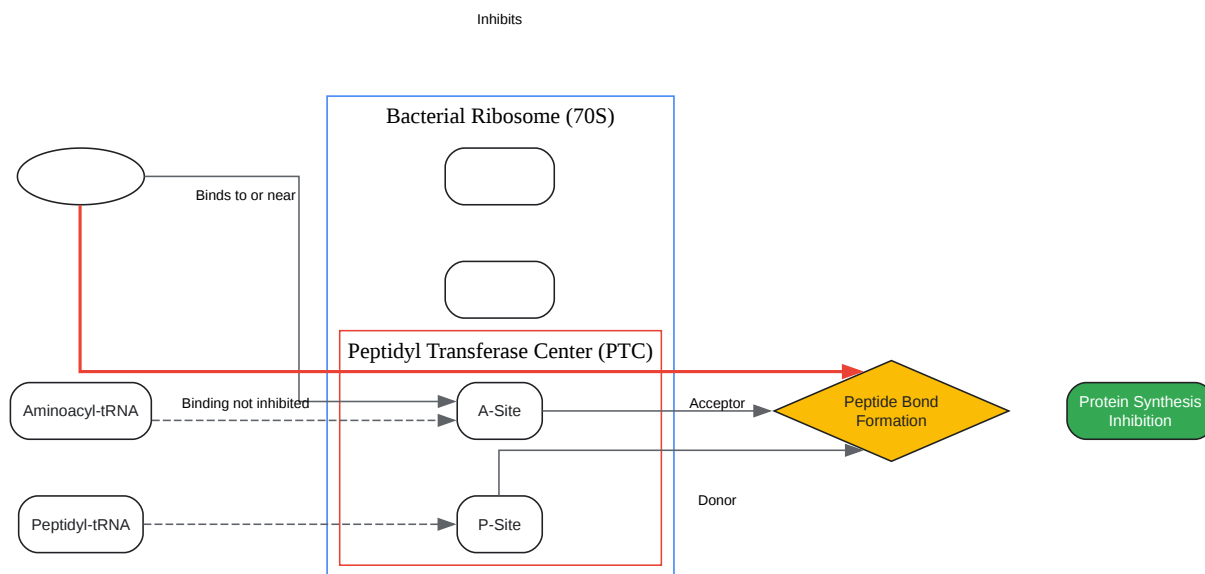 Inhibits
Bacterial Ribosome (70S)
Binds to or near
Peptidyl Transferase Center (PTC)
Aminoacyl-tRNA
Binding not inhibited
A-Site
Acceptor
Peptide Bond
Formation
Protein Synthesis
Inhibition
Peptidyl-tRNA
P-Site
Donor